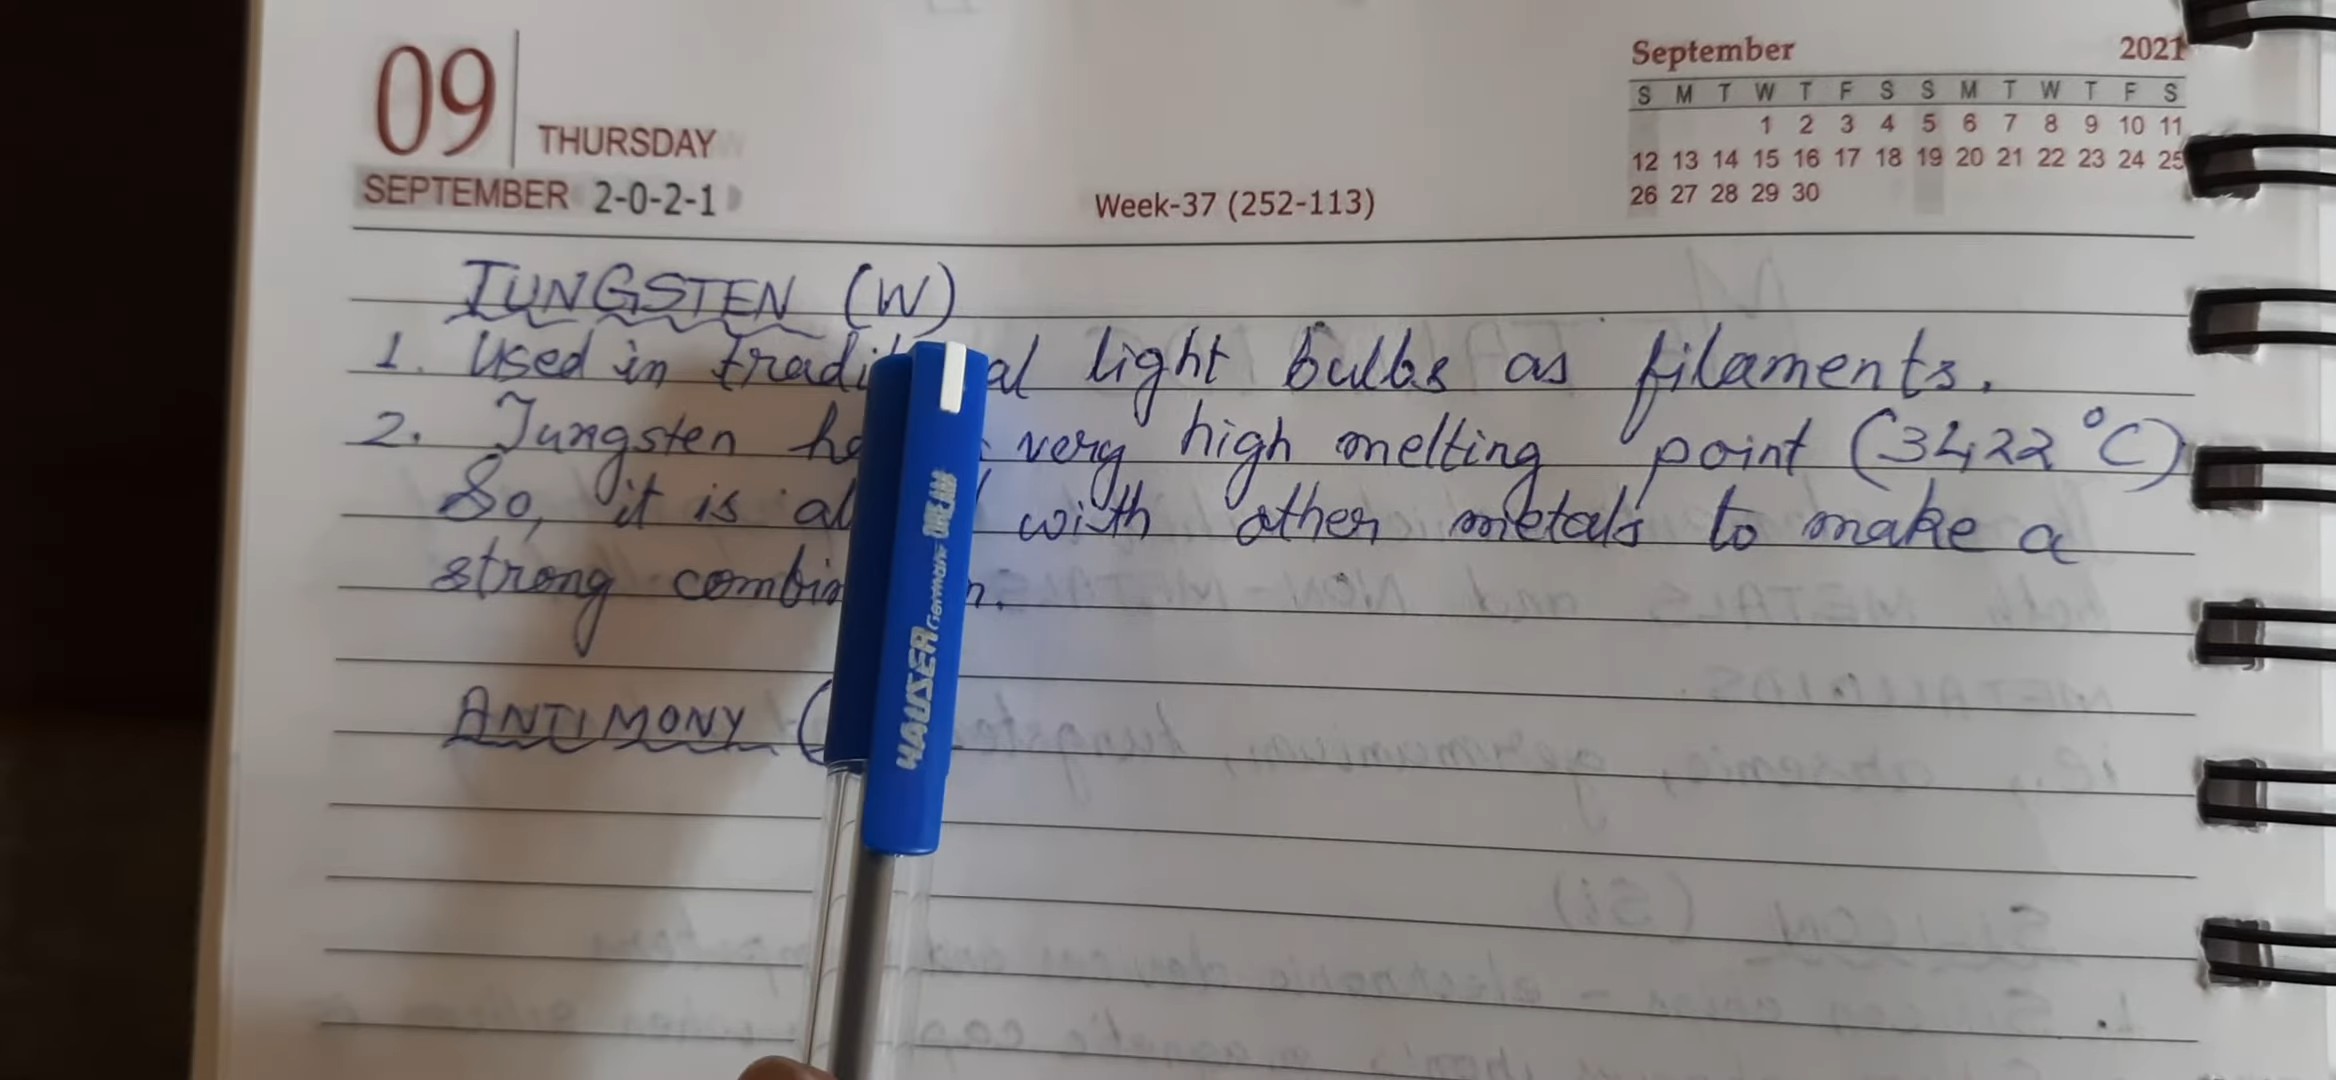 09 THURSDAY
SEPTEMBER 2-0-2-1
Week-37 (252-113)
September 2021
S M T W T F S S M T W T F S
1 2 3 4 5 6 7 8 9 10 11
12 13 14 15 16 17 18 19 20 21 22 23 24 25
26 27 28 29 30
TUNGSTEN (W)
1. Used in light bulbs as filaments.
2. Tungsten very high melting point (3422°C)
So, it is with other metals to make a
strong
ANTIMONY (
HAUSER Germany